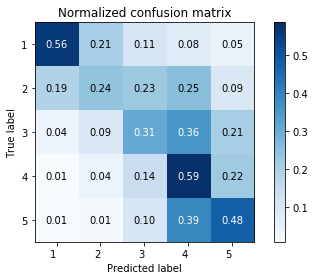 Normalized confusion matrix
1 0.56 0.21 0.11 0.08 0.05
2 0.19 0.24 0.23 0.25 0.09
3 0.04 0.09 0.31 0.36 0.21
4 0.01 0.04 0.14 0.59 0.22
5 0.01 0.01 0.10 0.39 0.48
1 2 3 4 5
True label
Predicted label
0.5
0.4
0.3
0.2
0.1